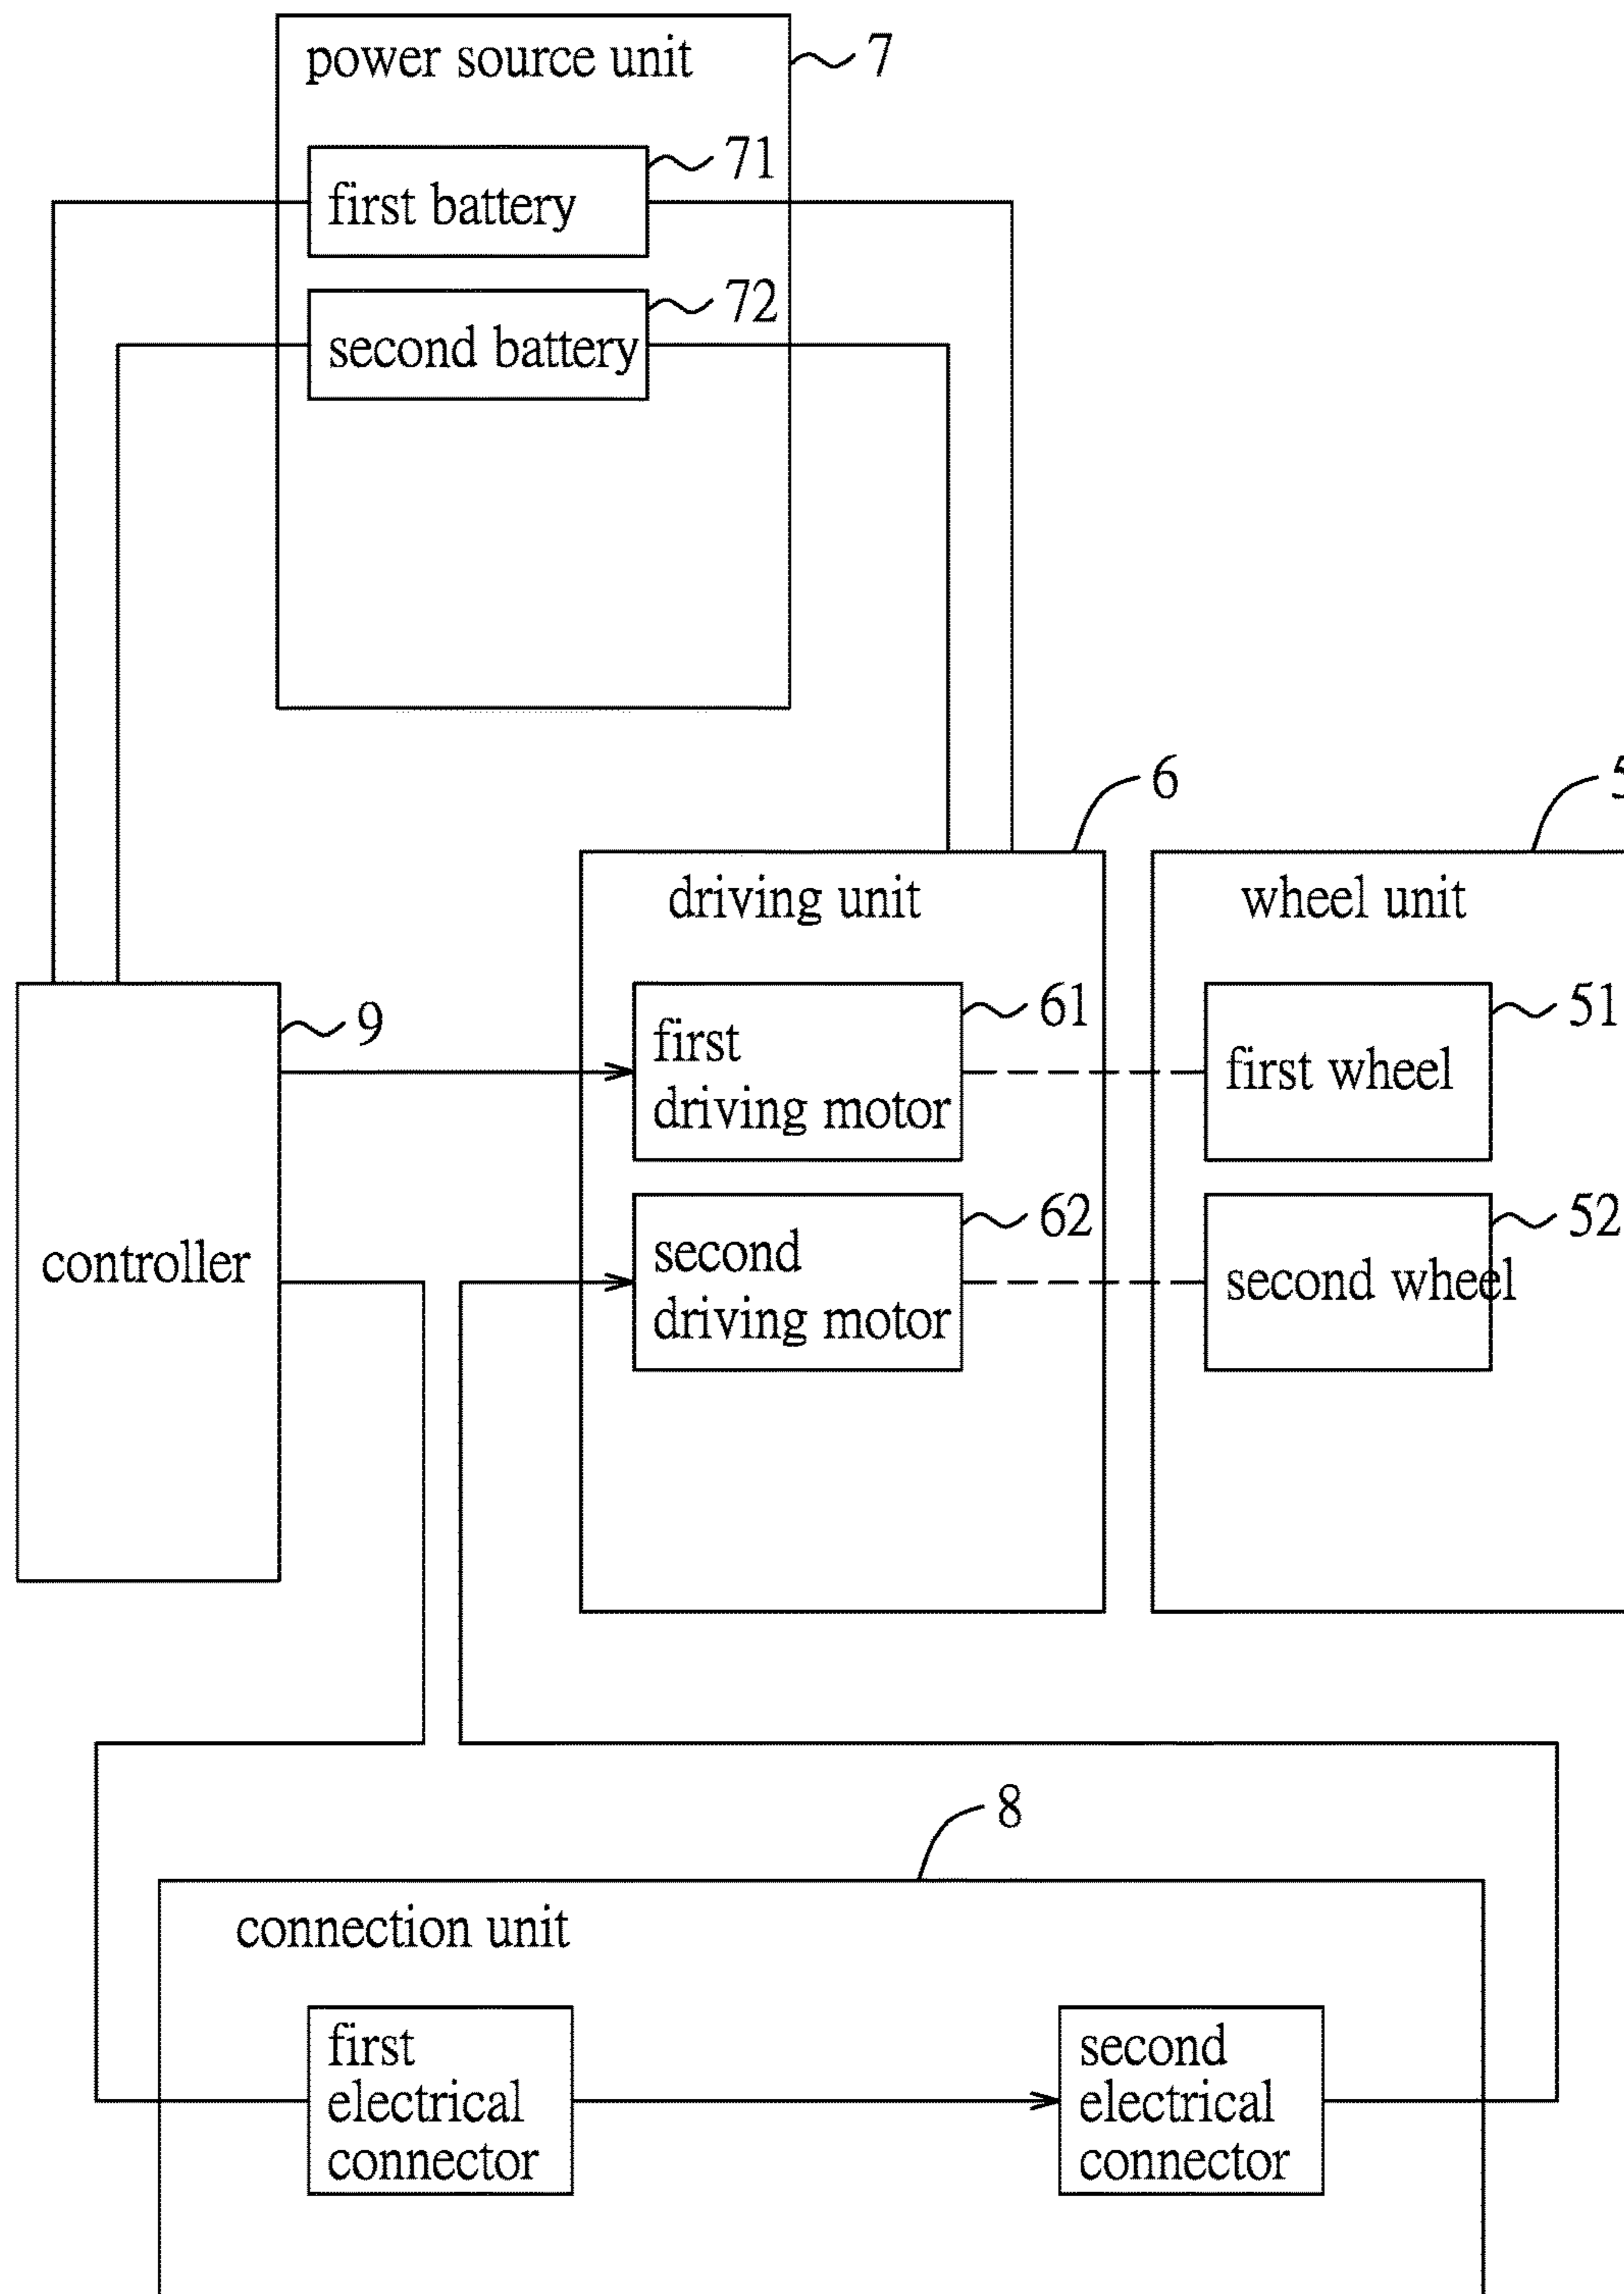 power source unit
7
71
first battery
72
second battery
6
5
driving unit
wheel unit
9
61
51
first
driving motor
first wheel
62
52
controller
second
driving motor
second wheel
8
connection unit
first
electrical
connector
second
electrical
connector